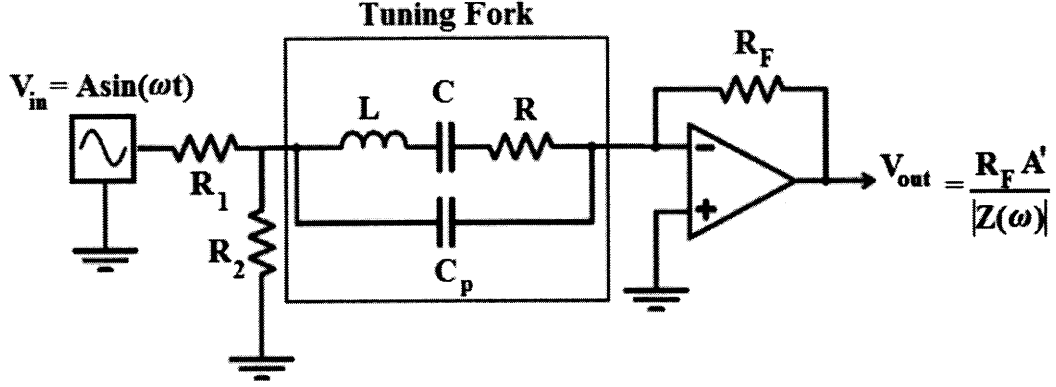 Tuning Fork
V_in = Asin(ωt)
R_1
R_2
L
C
R
C_p
R_F
−
+
V_out = R_F A' / |Z(ω)|